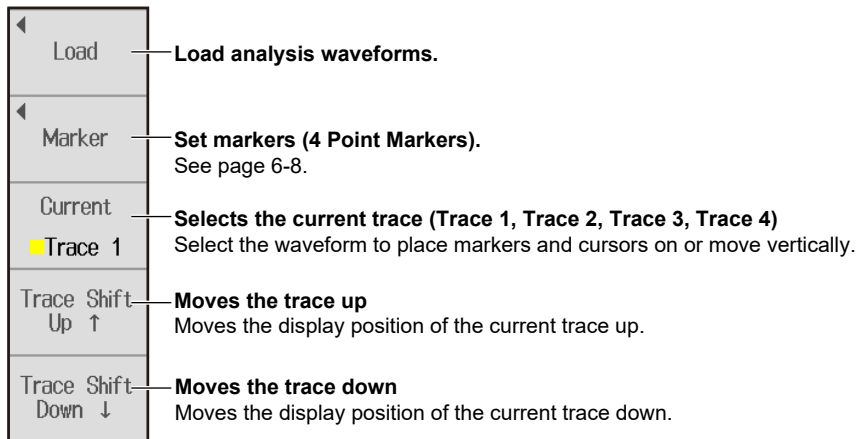 Load
Load analysis waveforms.
Marker
Set markers (4 Point Markers).
See page 6-8.
Current
Trace 1
Selects the current trace (Trace 1, Trace 2, Trace 3, Trace 4)
Select the waveform to place markers and cursors on or move vertically.
Trace Shift
Up ↑
Moves the trace up
Moves the display position of the current trace up.
Trace Shift
Down ↓
Moves the trace down
Moves the display position of the current trace down.